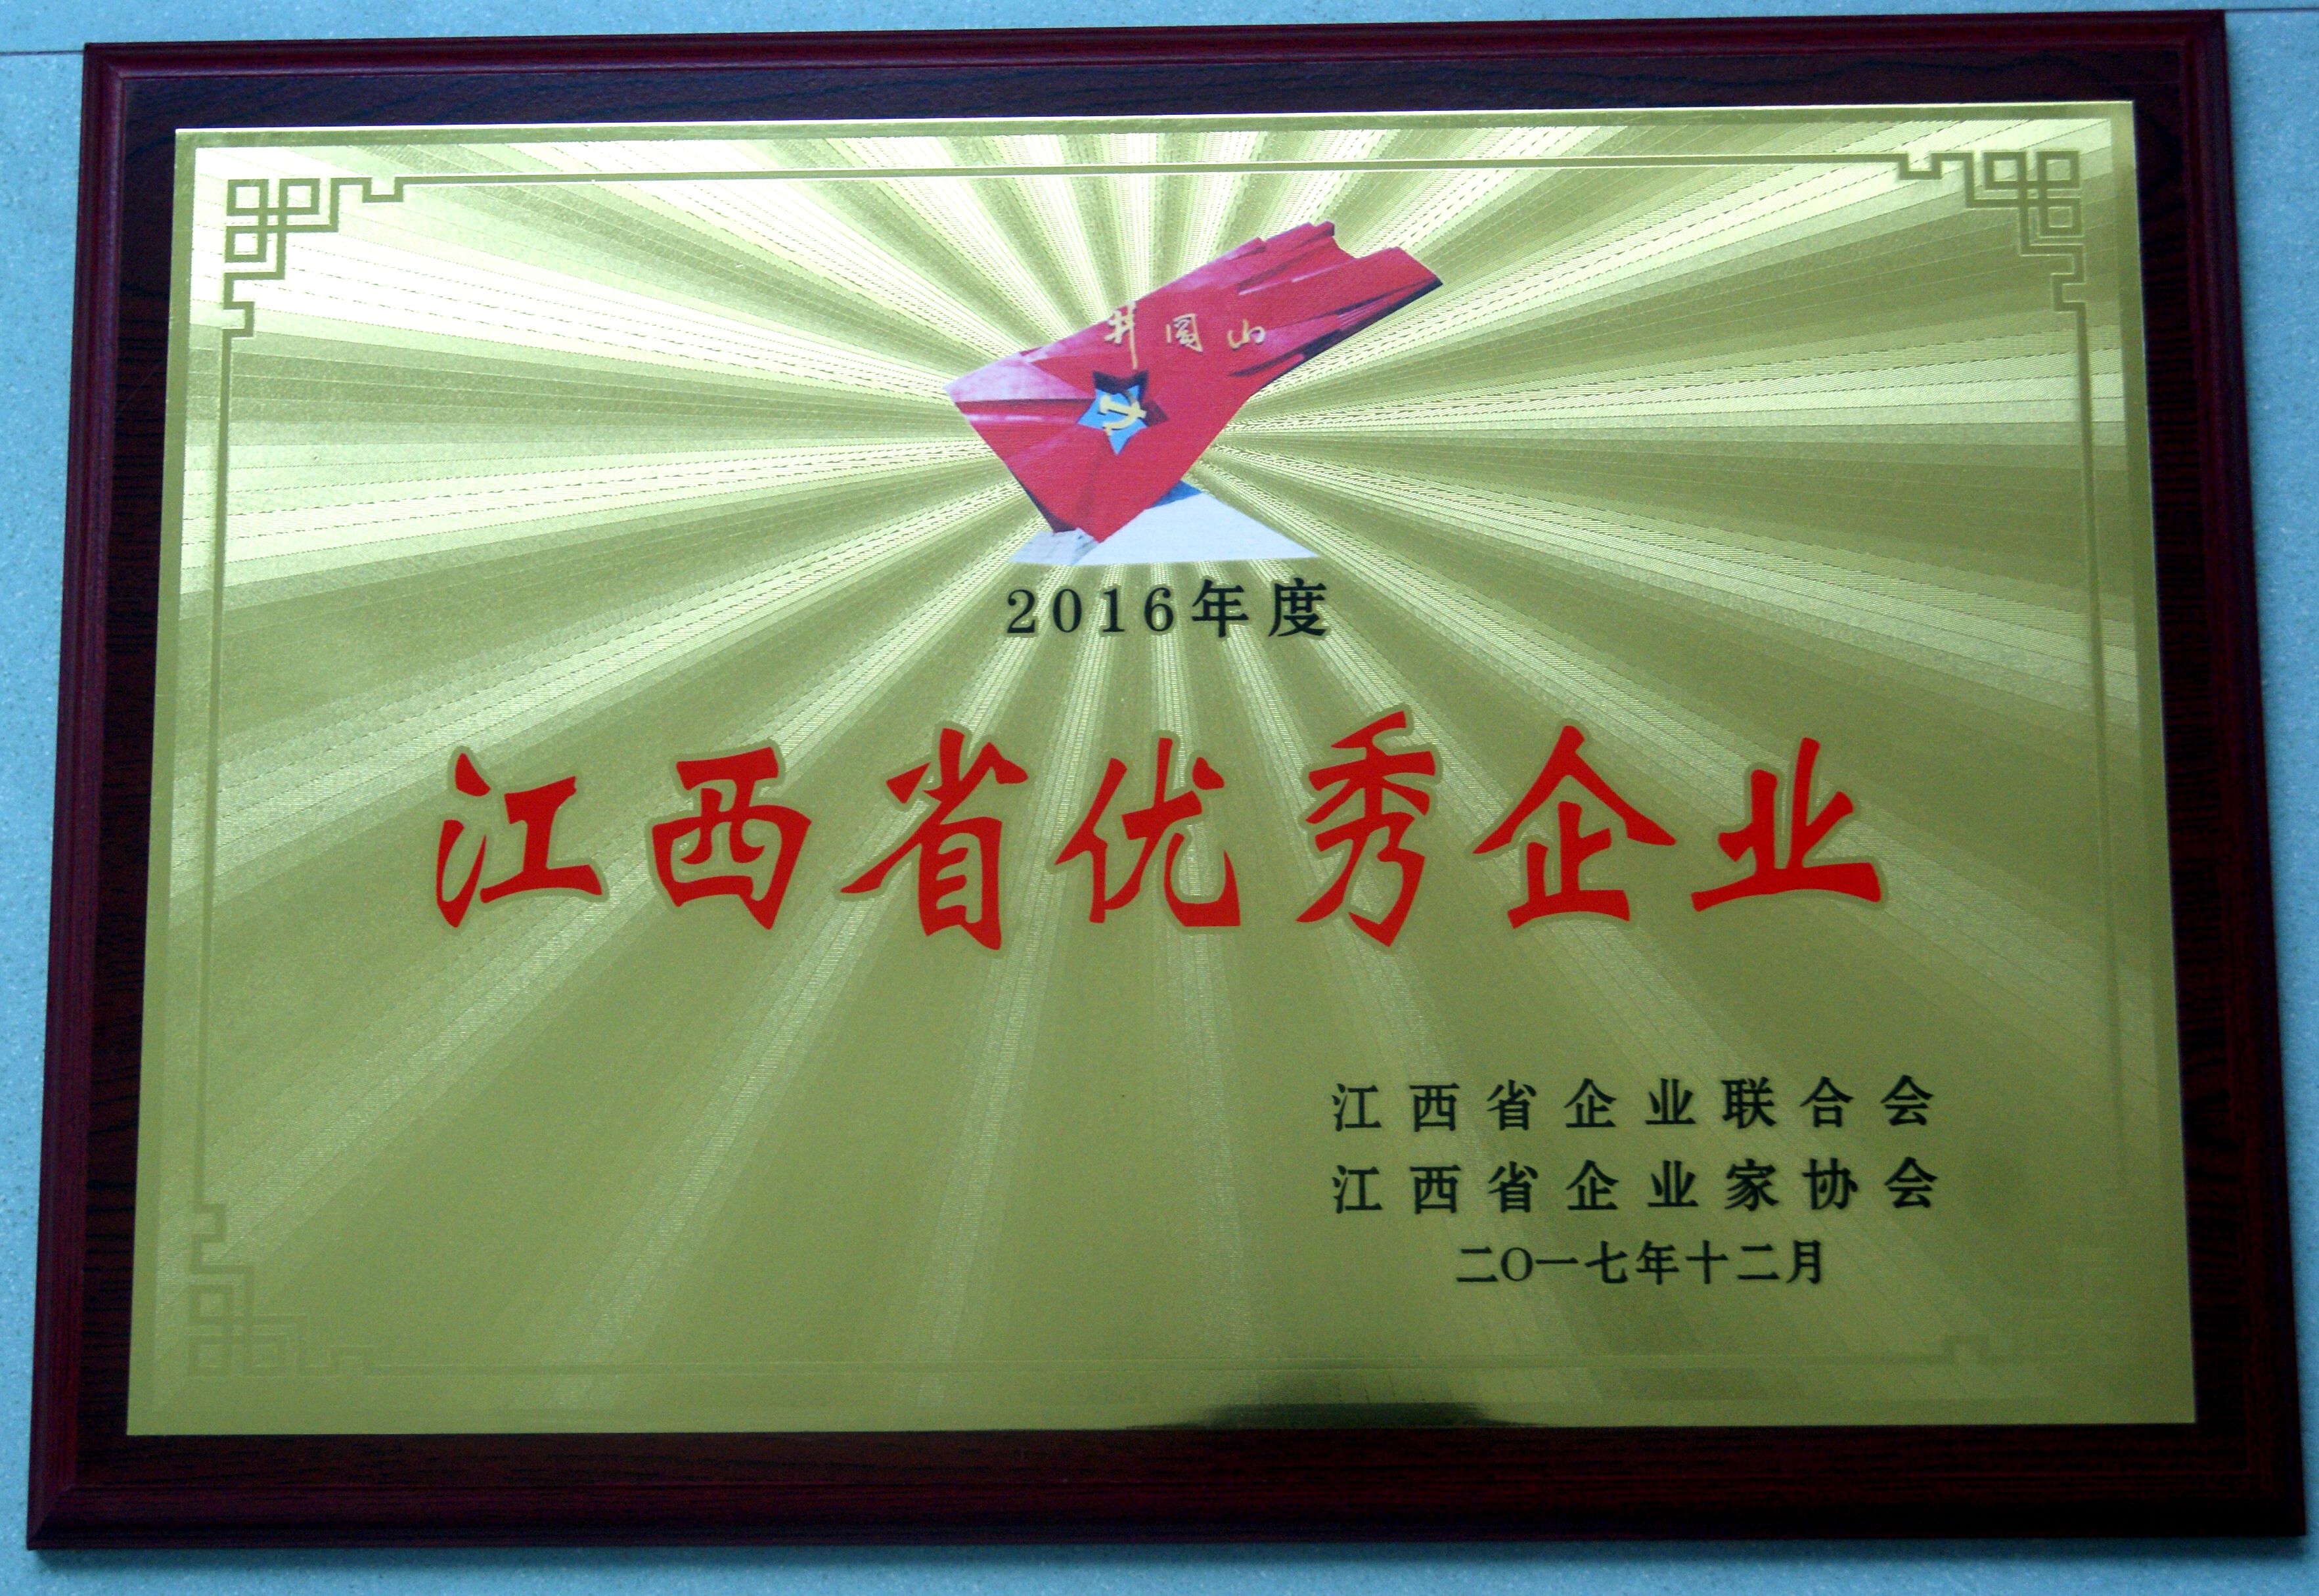 井冈山
2016年度
江西省优秀企业
江西省企业联合会
江西省企业家协会
二〇一七年十二月